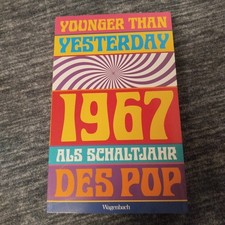 YOUNGER THAN
YESTERDAY
1967
ALS SCHALTJAHR
DES POP
Wagenbach